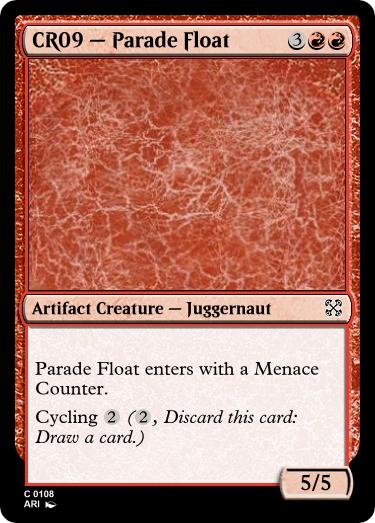 CR09 — Parade Float 3
Artifact Creature — Juggernaut
Parade Float enters with a Menace
Counter.
Cycling 2 (2, Discard this card:
Draw a card.)
5/5
C 0108
ARI